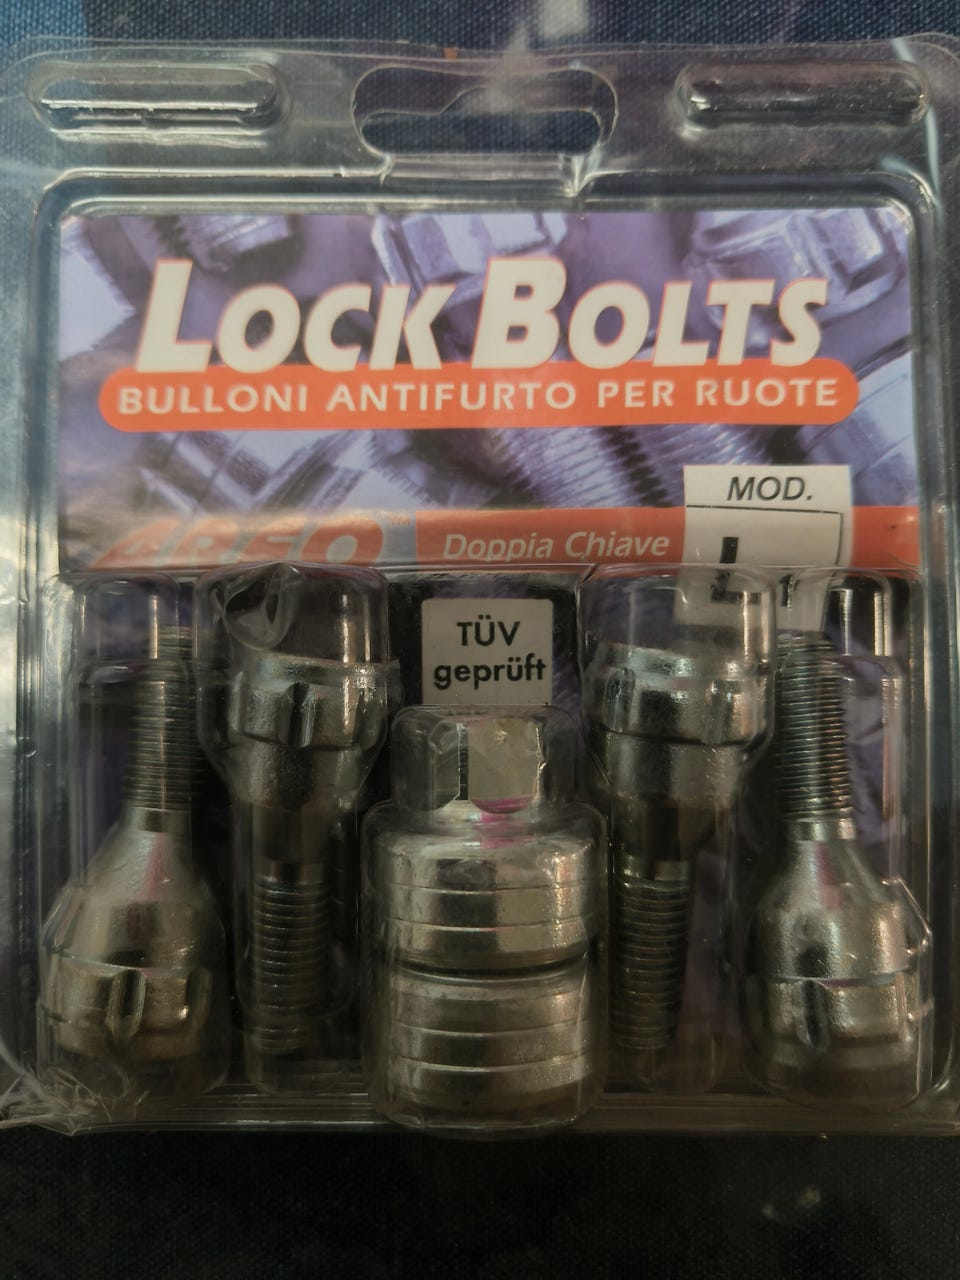 LOCK BOLTS
BULLONI ANTIFURTO PER RUOTE
MOD.
Doppia Chiave
TÜV
geprüft